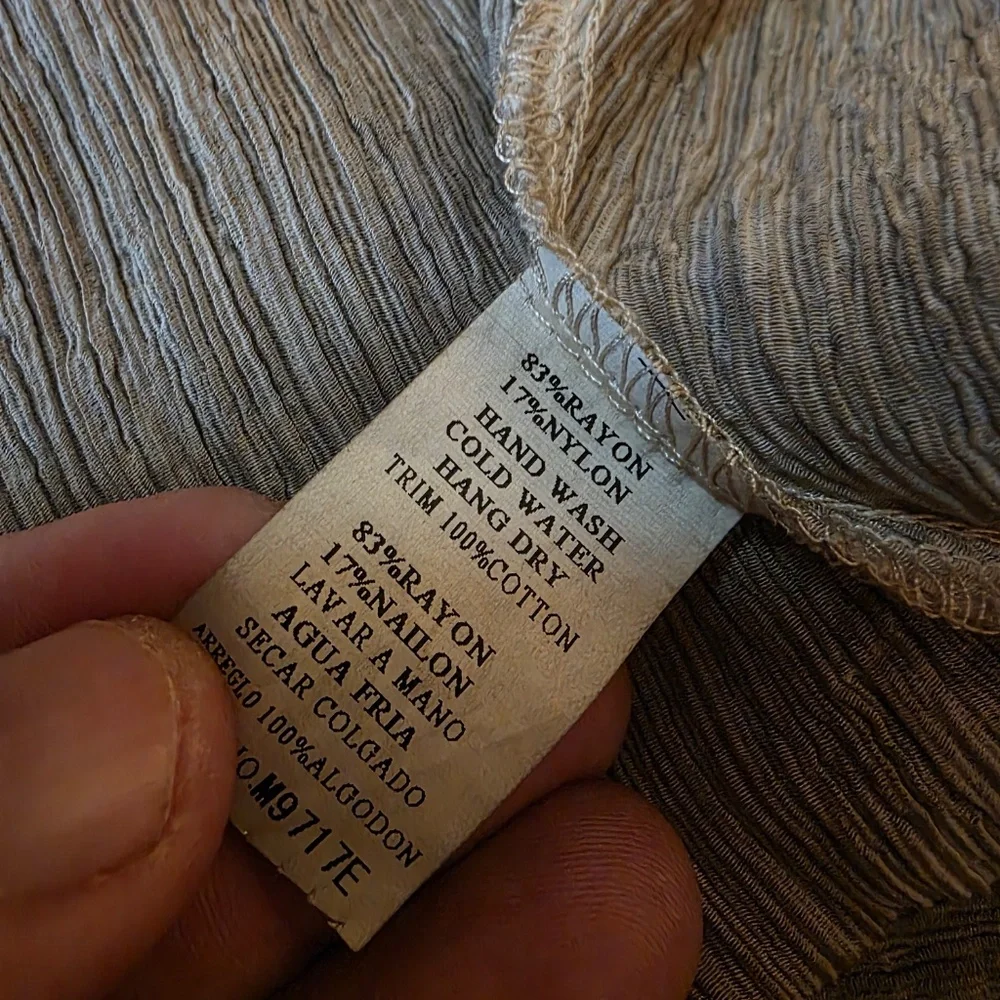 83%RAYON
17%NYLON
HAND WASH
COLD WATER
HANG DRY
TRIM 100%COTTON
83%RAYON
17%NAILON
LAVAR A MANO
AGUA FRIA
SECAR COLGADO
ARREGLO 100%ALGODON
O.M9717E